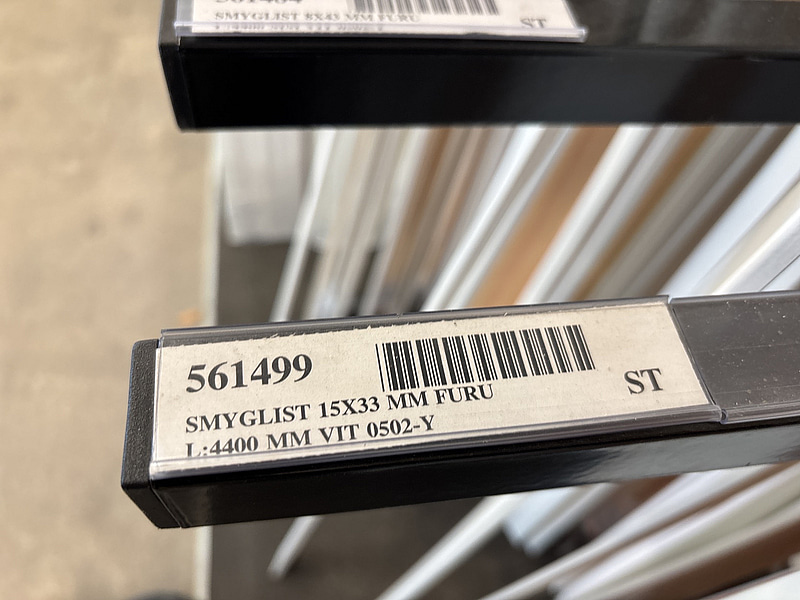 SMYGLIST 8X43 MM FURU
ST
561499
SMYGLIST 15X33 MM FURU
L:4400 MM VIT 0502-Y
ST